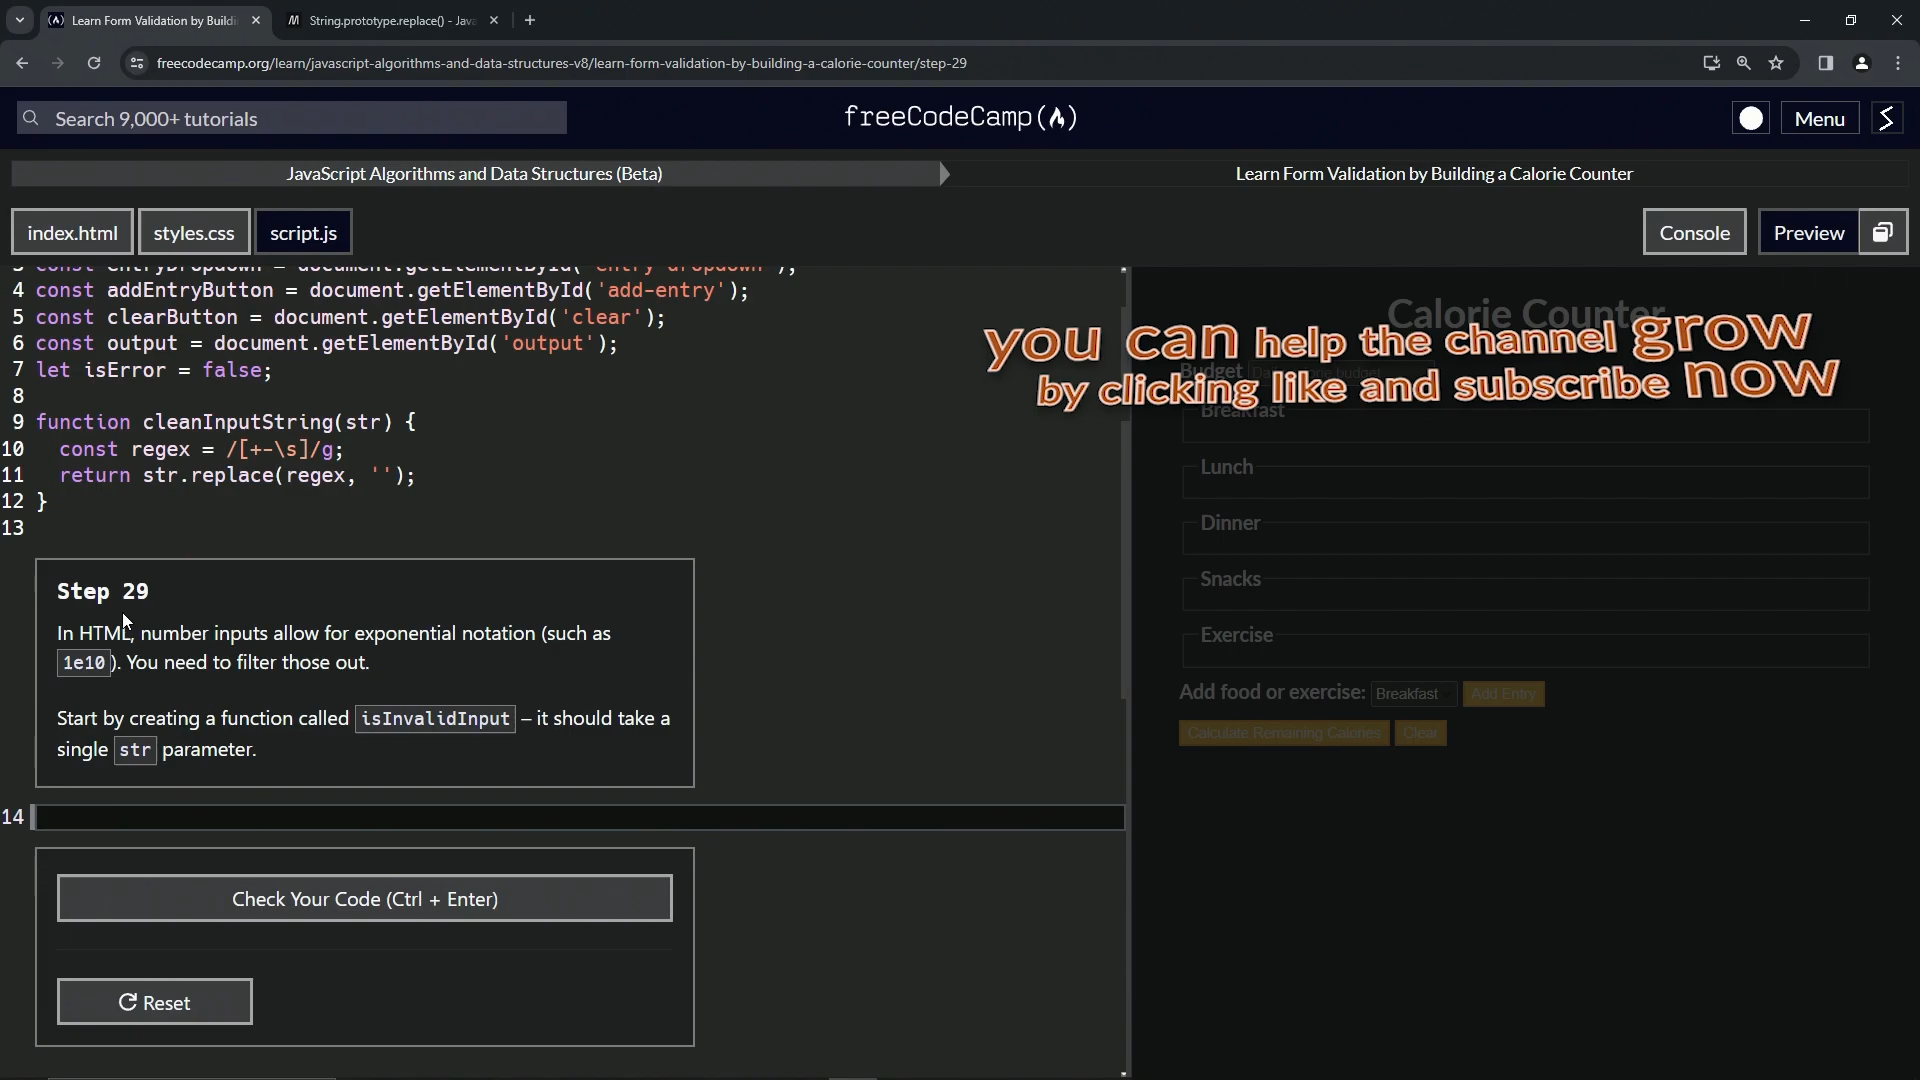 Learn Form Validation by Buildi
String.prototype.replace() - Java
freecodecamp.org/learn/javascript-algorithms-and-data-structures-v8/learn-form-validation-by-building-a-calorie-counter/step-29
Search 9,000+ tutorials
freeCodeCamp
Menu
JavaScript Algorithms and Data Structures (Beta)
Learn Form Validation by Building a Calorie Counter
index.html
styles.css
script.js
Console
Preview
3 const entryDropdown = document.getElementById('entry-dropdown');
4 const addEntryButton = document.getElementById('add-entry');
5 const clearButton = document.getElementById('clear');
6 const output = document.getElementById('output');
7 let isError = false;
8
9 function cleanInputString(str) {
10 const regex = /[+-\s]/g;
11 return str.replace(regex, '');
12 }
13
Step 29
In HTML, number inputs allow for exponential notation (such as
1e10). You need to filter those out.
Start by creating a function called isInvalidInput – it should take a
single str parameter.
14
Check Your Code (Ctrl + Enter)
Reset
Calorie Counter
you can help the channel grow
by clicking like and subscribe now
Budget
Breakfast
Lunch
Dinner
Snacks
Exercise
Add food or exercise: Breakfast Add Entry
Calculate Remaining Calories Clear